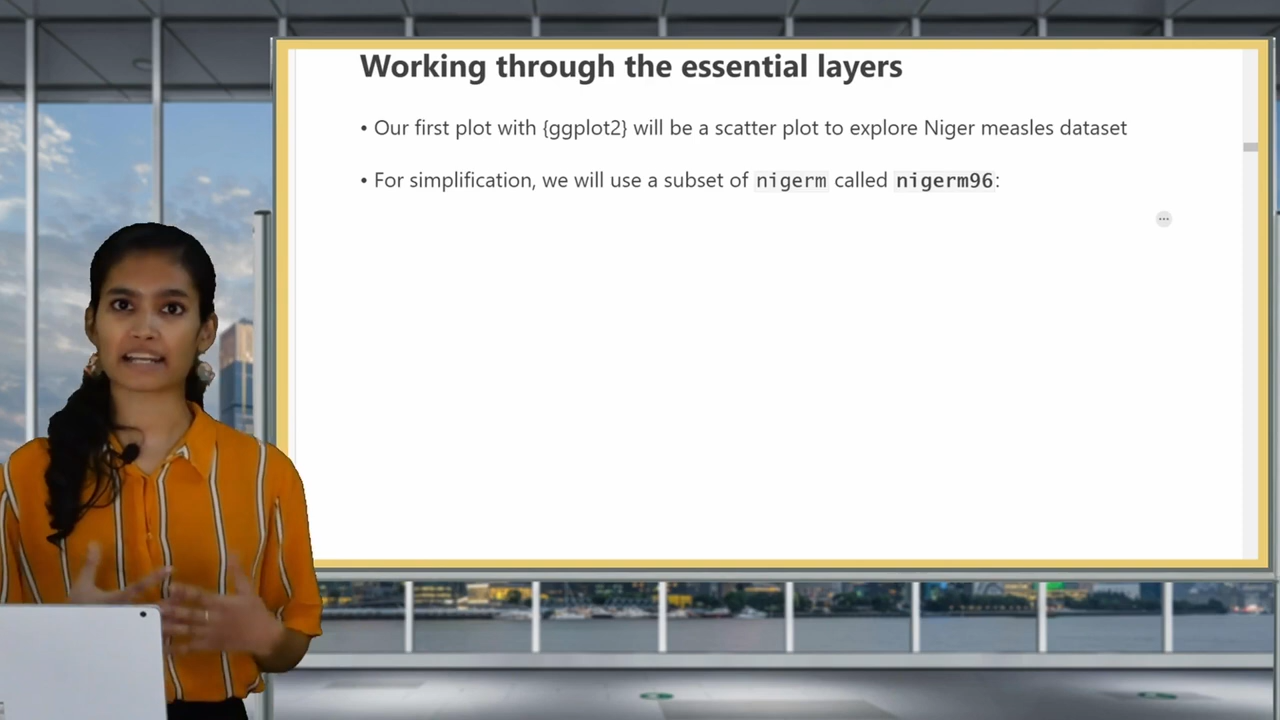 Working through the essential layers
• Our first plot with {ggplot2} will be a scatter plot to explore Niger measles dataset
• For simplification, we will use a subset of nigerm called nigerm96: